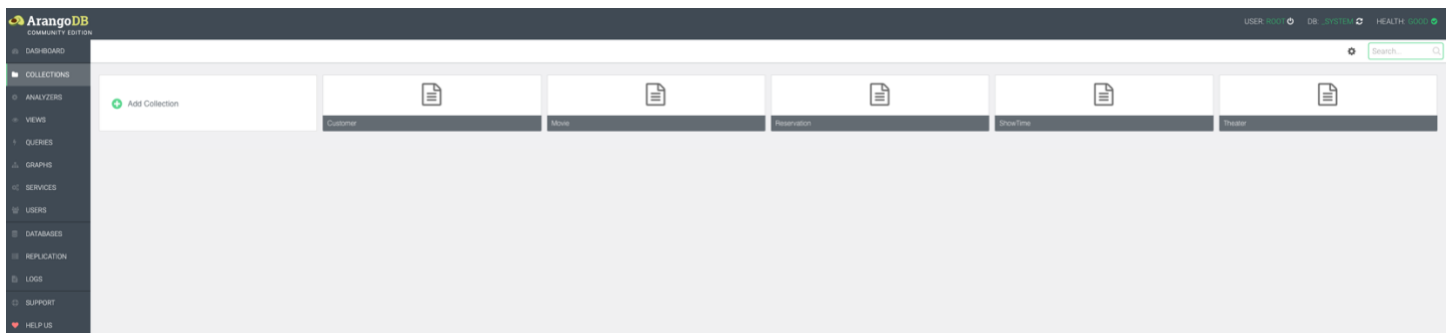 ArangoDB
COMMUNITY EDITION
USER: ROOT DB: _SYSTEM HEALTH: GOOD
DASHBOARD
Search...
COLLECTIONS
ANALYZERS
VIEWS
QUERIES
GRAPHS
SERVICES
USERS
DATABASES
REPLICATION
LOGS
SUPPORT
HELP US
Add Collection
Customer
Movie
Reservation
ShowTime
Theater